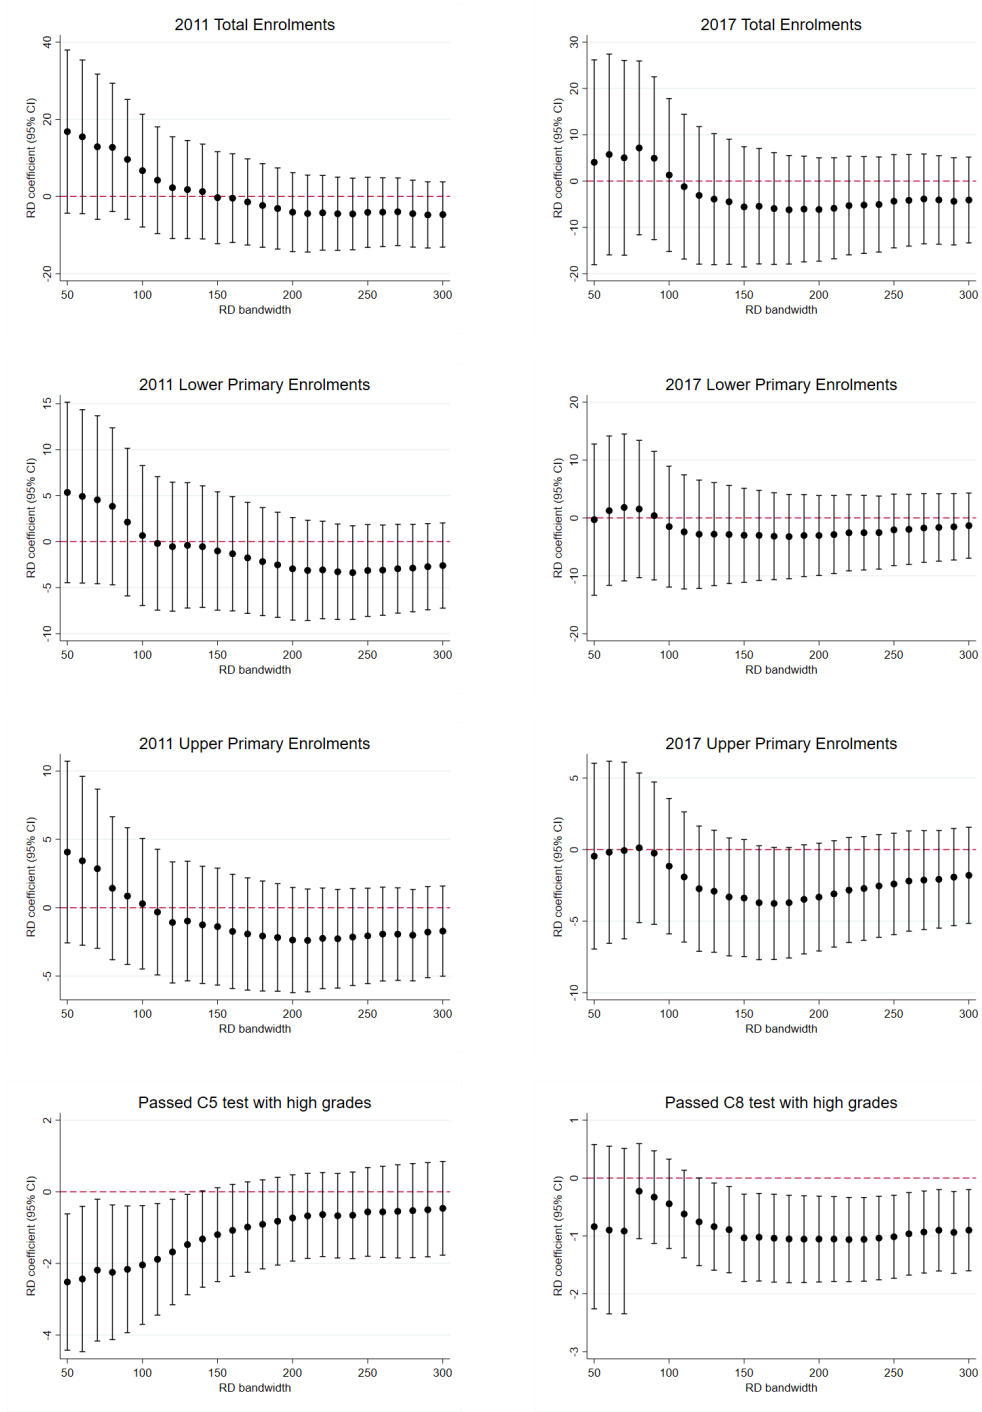 2011 Total Enrolments
RD coefficient (95% CI)
40
20
0
-20
50 100 150 200 250 300
RD bandwidth
2017 Total Enrolments
RD coefficient (95% CI)
30
20
10
0
-10
-20
50 100 150 200 250 300
RD bandwidth
2011 Lower Primary Enrolments
RD coefficient (95% CI)
15
10
5
0
-5
-10
50 100 150 200 250 300
RD bandwidth
2017 Lower Primary Enrolments
RD coefficient (95% CI)
20
10
0
-10
-20
50 100 150 200 250 300
RD bandwidth
2011 Upper Primary Enrolments
RD coefficient (95% CI)
10
5
0
-5
50 100 150 200 250 300
RD bandwidth
2017 Upper Primary Enrolments
RD coefficient (95% CI)
5
0
-5
-10
50 100 150 200 250 300
RD bandwidth
Passed C5 test with high grades
RD coefficient (95% CI)
2
0
-2
-4
50 100 150 200 250 300
RD bandwidth
Passed C8 test with high grades
RD coefficient (95% CI)
1
0
-1
-2
-3
50 100 150 200 250 300
RD bandwidth